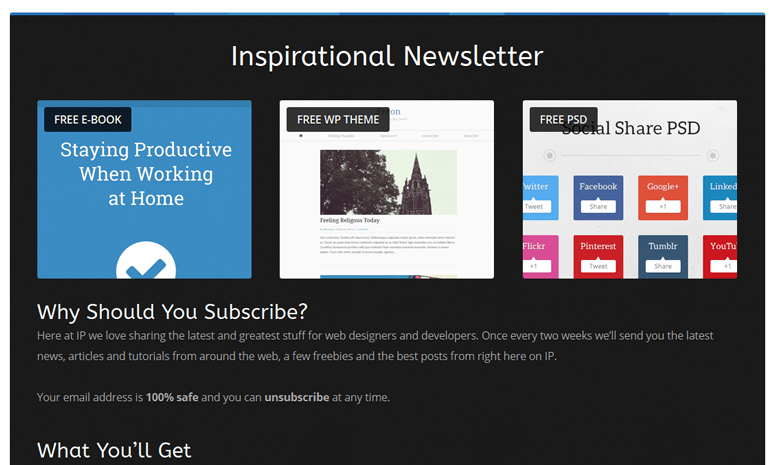 Inspirational Newsletter
FREE E-BOOK
Staying Productive
When Working
at Home
FREE WP THEME
Feeling Religous Today
FREE PSD
Social Share PSD
Twitter
Facebook
Google+
Linked
Tweet
Share
+1
Share
Flickr
Pinterest
Tumblr
YouTu
+1
Tweet
Share
+1
Why Should You Subscribe?
Here at IP we love sharing the latest and greatest stuff for web designers and developers. Once every two weeks we'll send you the latest
news, articles and tutorials from around the web, a few freebies and the best posts from right here on IP.
Your email address is 100% safe and you can unsubscribe at any time.
What You'll Get